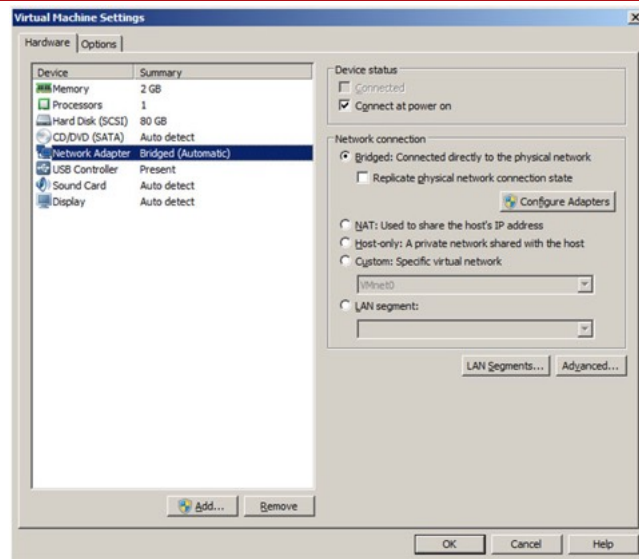 Virtual Machine Settings
Hardware
Options
Device Summary
Memory 2 GB
Processors 1
Hard Disk (SCSI) 80 GB
CD/DVD (SATA) Auto detect
Network Adapter Bridged (Automatic)
USB Controller Present
Sound Card Auto detect
Display Auto detect
Add...
Remove
Device status
Connected
Connect at power on
Network connection
Bridged: Connected directly to the physical network
Replicate physical network connection state
Configure Adapters
NAT: Used to share the host's IP address
Host-only: A private network shared with the host
Custom: Specific virtual network
VMnet0
LAN segment:
LAN Segments...
Advanced...
OK
Cancel
Help